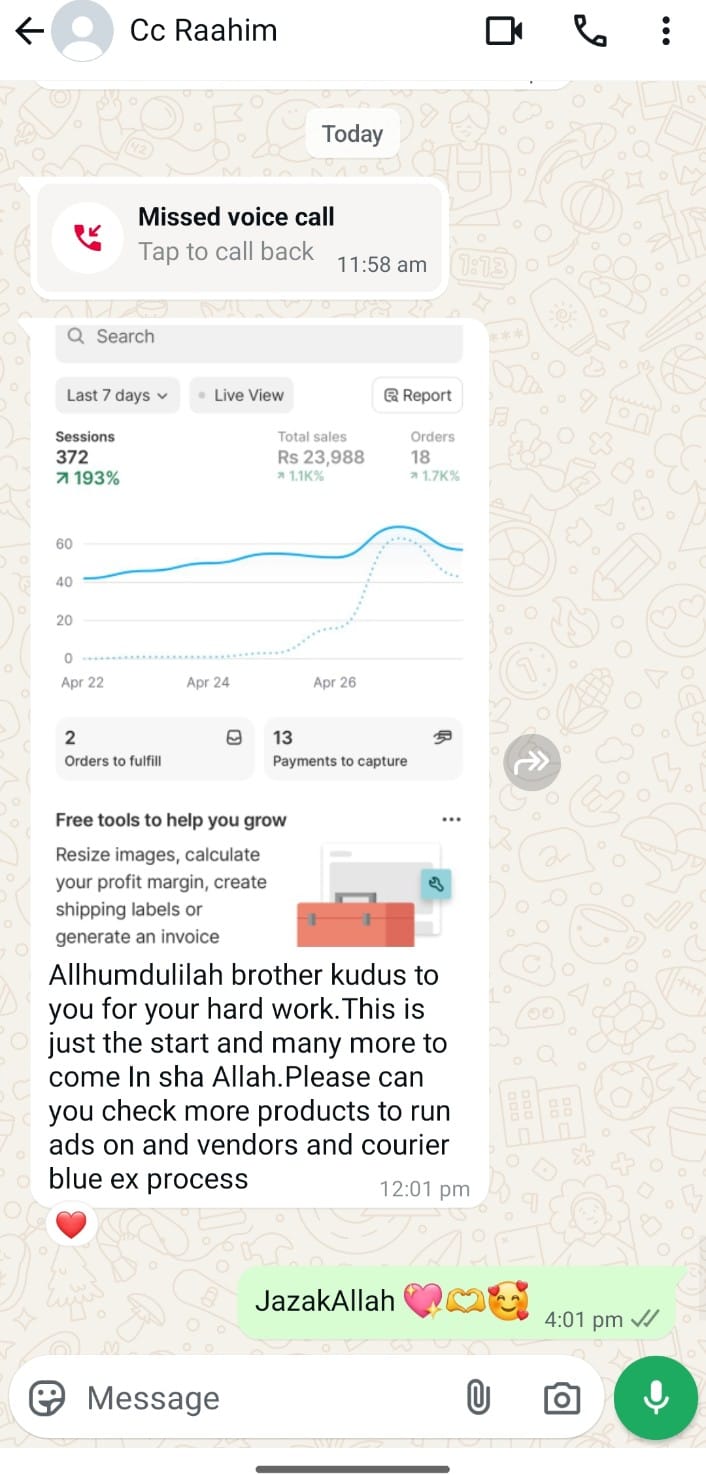 Cc Raahim
Today
Missed voice call
Tap to call back
11:58 am
Search
Last 7 days
Live View
Report
Sessions
372
193%
Total sales
Rs 23,988
1.1K%
Orders
18
1.7K%
60
40
20
0
Apr 22
Apr 24
Apr 26
2
Orders to fulfill
13
Payments to capture
Free tools to help you grow
Resize images, calculate
your profit margin, create
shipping labels or
generate an invoice
Allhumdulilah brother kudus to
you for your hard work.This is
just the start and many more to
come In sha Allah.Please can
you check more products to run
ads on and vendors and courier
blue ex process
12:01 pm
❤️
JazakAllah 💖🫶🥰
4:01 pm
Message